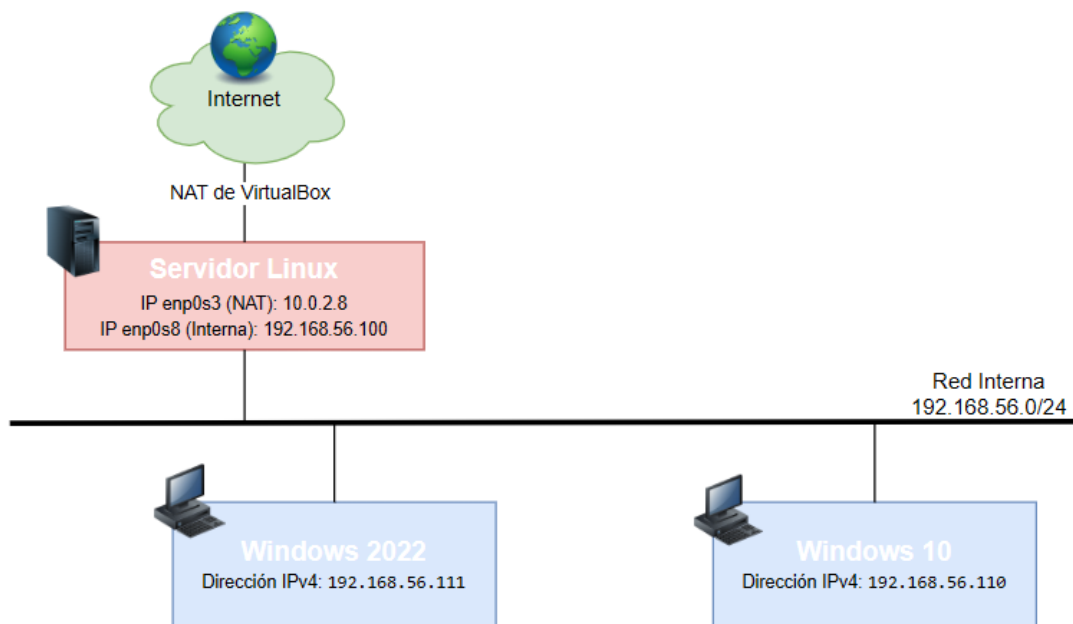 Internet
NAT de VirtualBox
Servidor Linux
IP enp0s3 (NAT): 10.0.2.8
IP enp0s8 (Interna): 192.168.56.100
Red Interna
192.168.56.0/24
Windows 2022
Dirección IPv4: 192.168.56.111
Windows 10
Dirección IPv4: 192.168.56.110